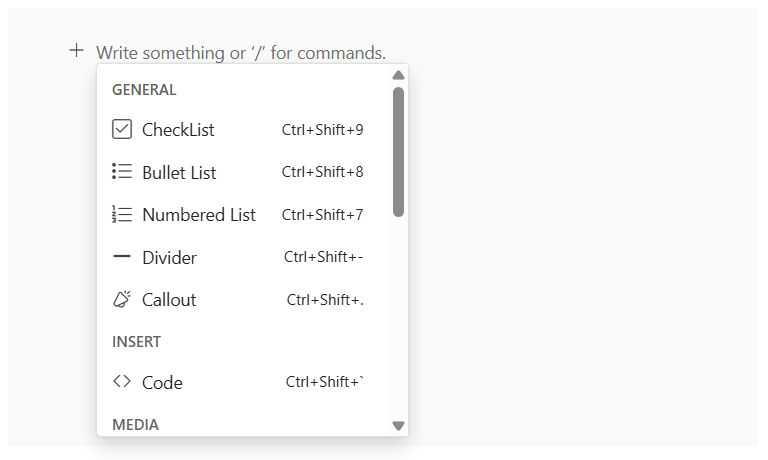 Write something or '/' for commands.
GENERAL
CheckList Ctrl+Shift+9
Bullet List Ctrl+Shift+8
Numbered List Ctrl+Shift+7
Divider Ctrl+Shift+-
Callout Ctrl+Shift+.
INSERT
Code Ctrl+Shift+`
MEDIA